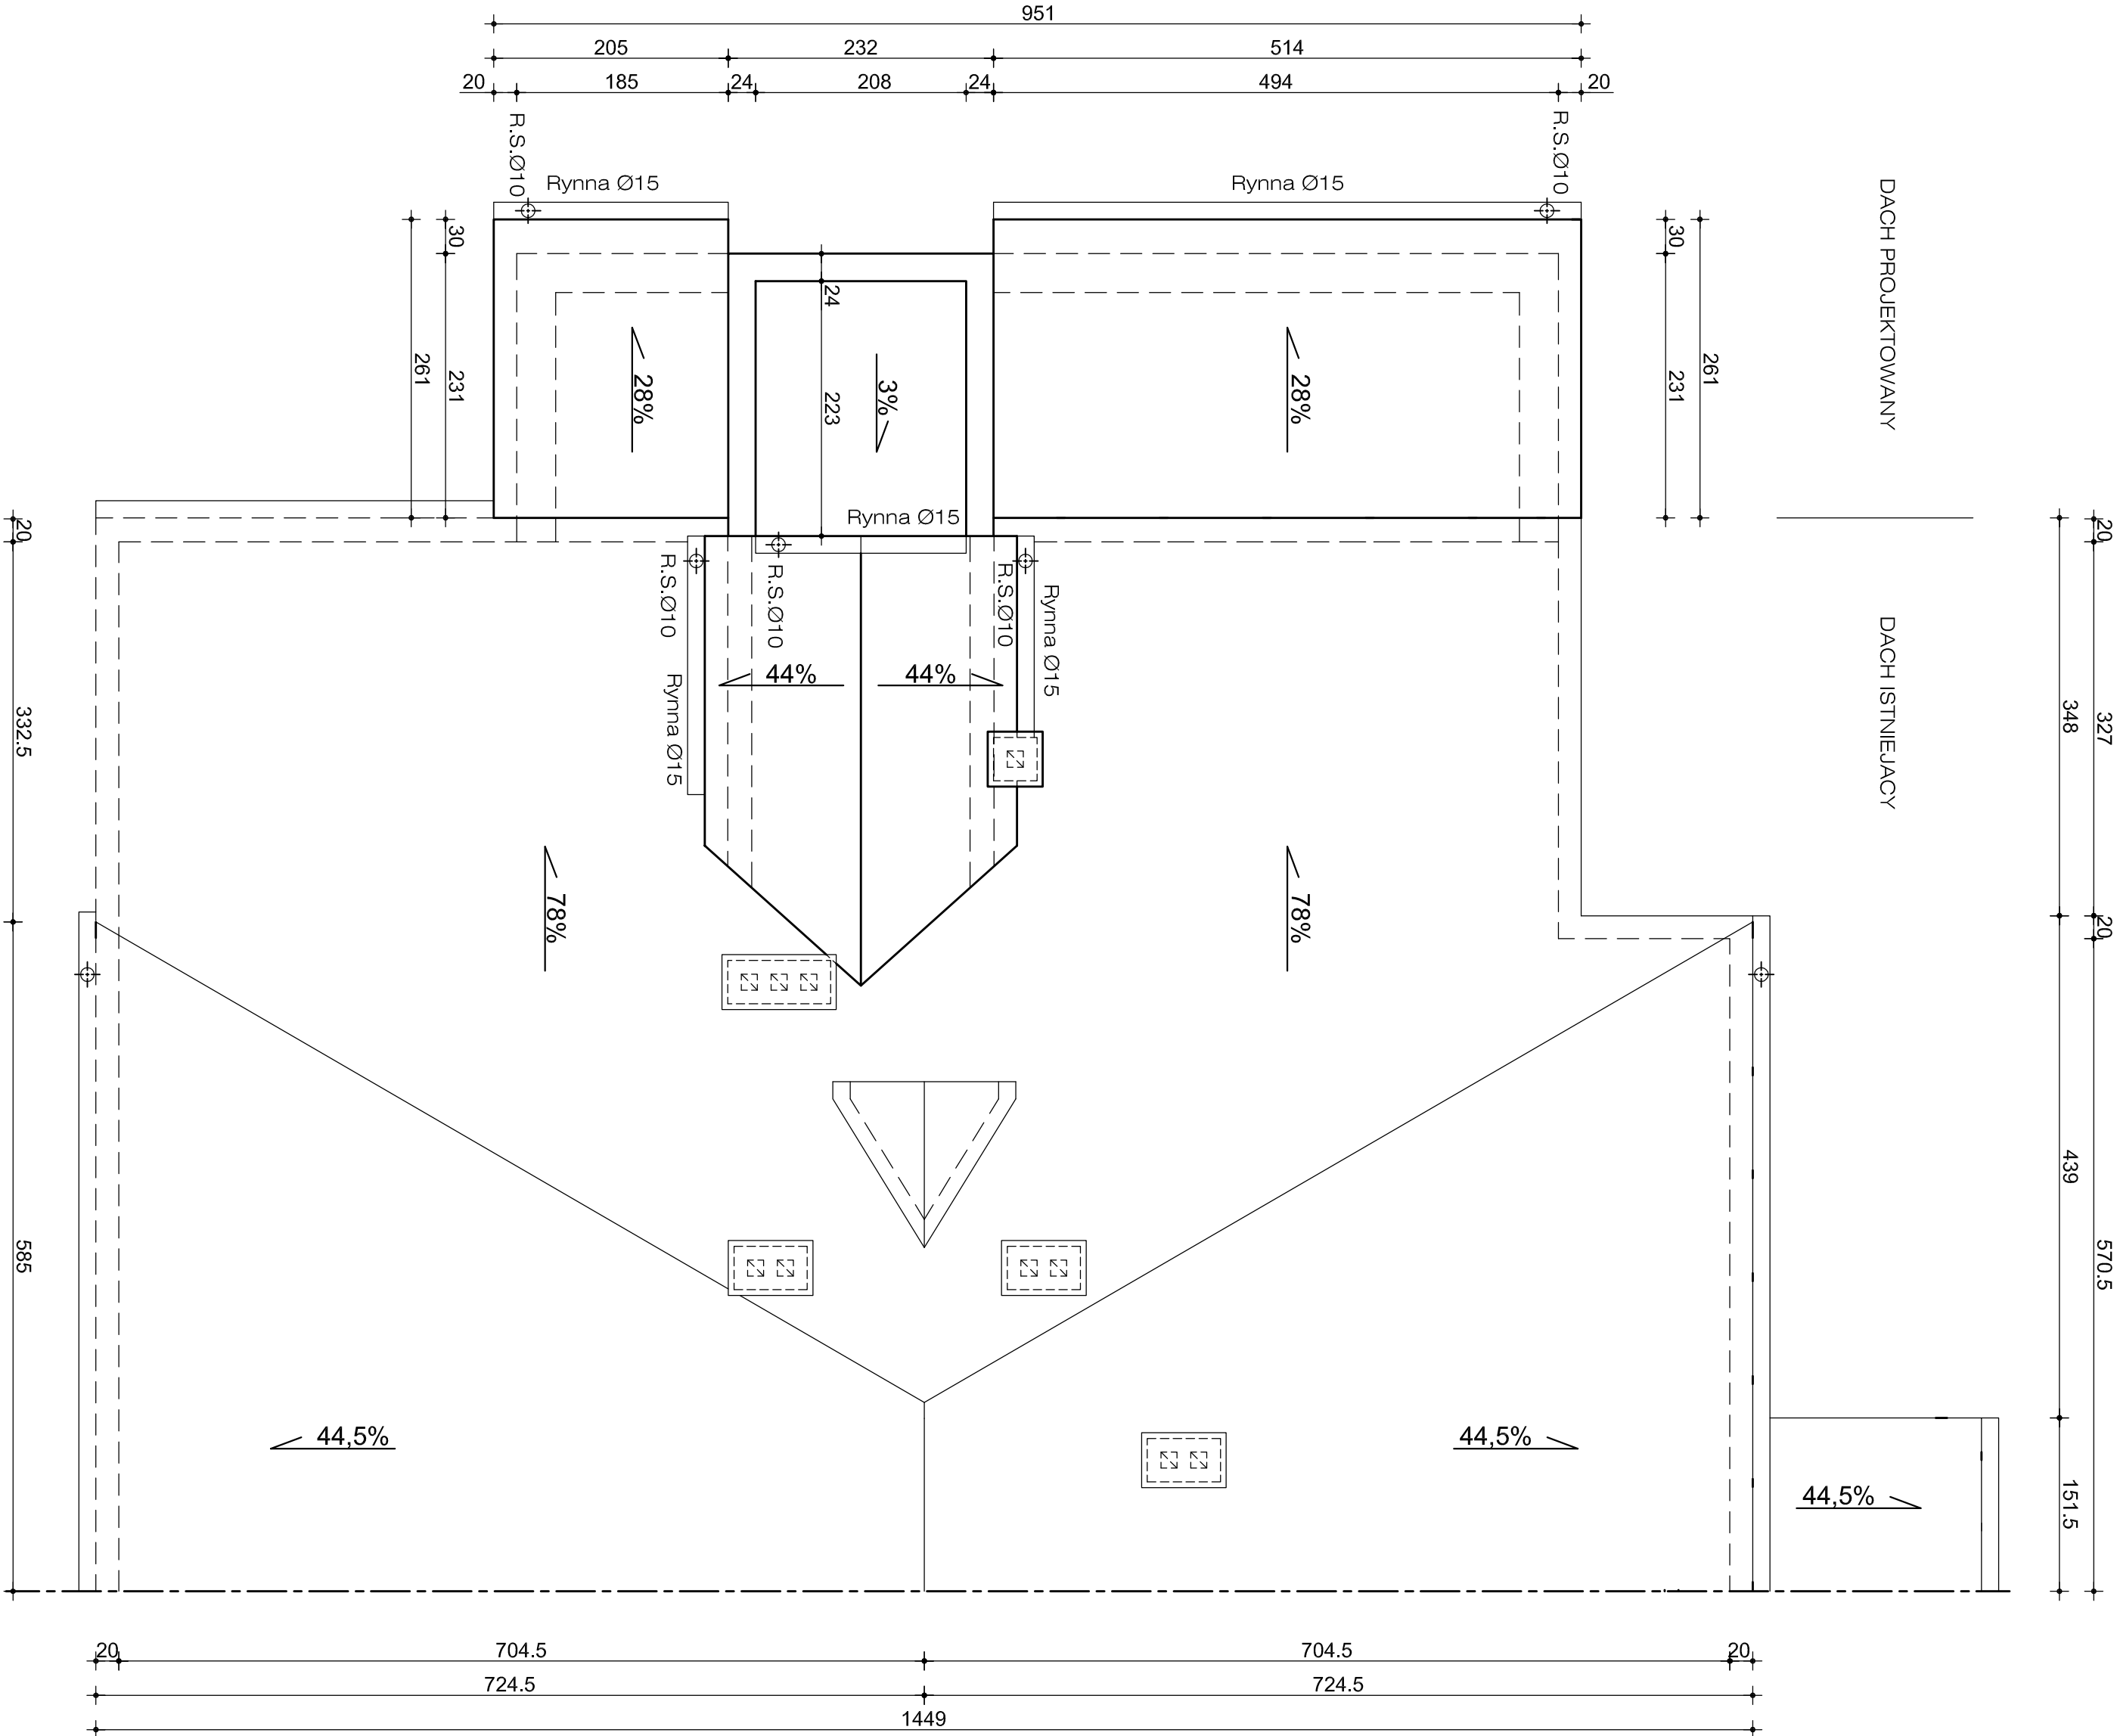 951
205 232 514
20 185 24 208 24 494 20
R.S.Ø10
R.S.Ø10
Rynna Ø15
Rynna Ø15
DACH PROJEKTOWANY
30
30
24
261
231
28%
3%
223
28%
231
261
Rynna Ø15
20
20
R.S.Ø10
R.S.Ø10
R.S.Ø10
Rynna Ø15
DACH ISTNIEJACY
44%
44%
Rynna Ø15
332.5
348
327
78%
78%
20
439
585
570.5
44,5%
44,5%
44,5%
151.5
20 704.5 704.5 20
724.5 724.5
1449